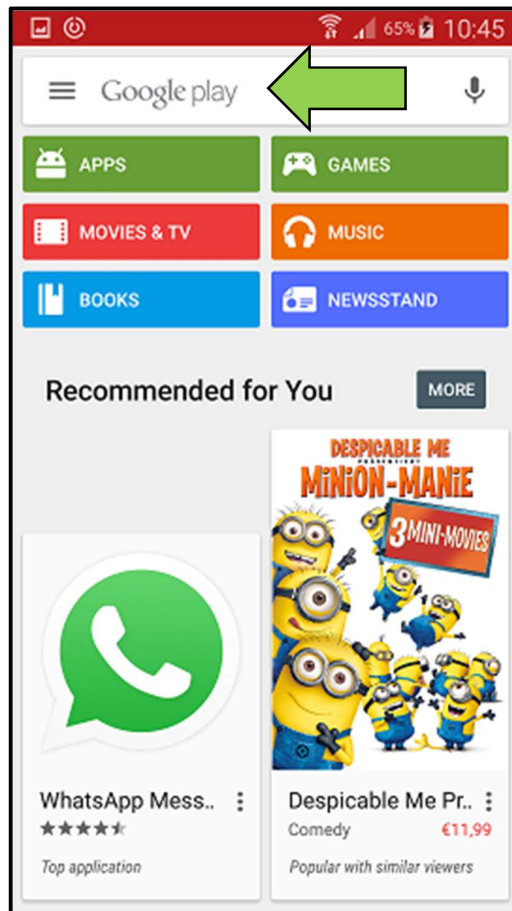 65% 10:45
Google play
APPS GAMES
MOVIES & TV MUSIC
BOOKS NEWSSTAND
Recommended for You MORE
DESPICABLE ME
PRÄSENTIERT
MINION-MANIE
3 MINI-MOVIES
WhatsApp Mess.. Despicable Me Pr..
Comedy €11,99
Top application Popular with similar viewers